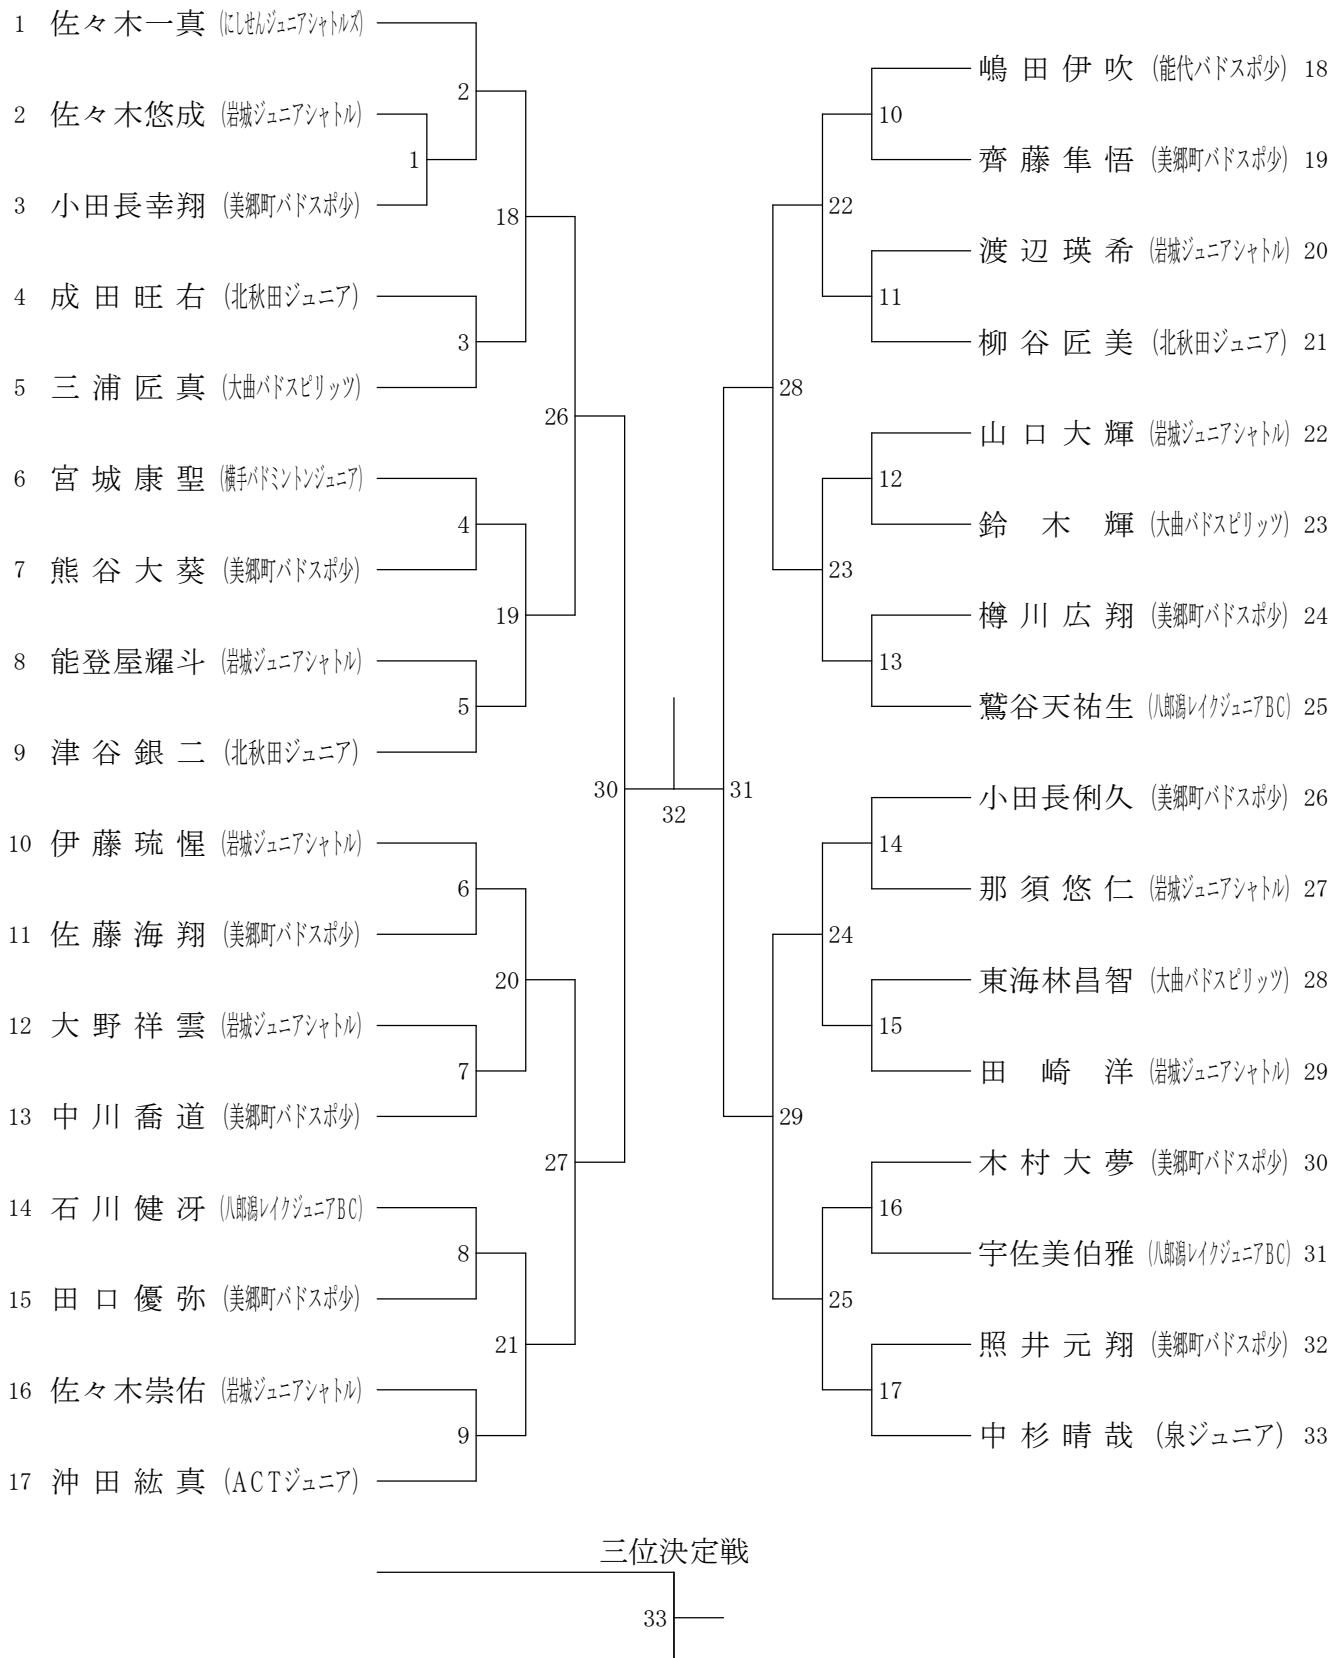 1 佐々木一真 (にしせんジュニアシャトルズ)
2 佐々木悠成 (岩城ジュニアシャトル)
3 小田長幸翔 (美郷町バドスポ少)
4 成田旺右 (北秋田ジュニア)
5 三浦匠真 (大曲バドスピリッツ)
6 宮城康聖 (横手バドミントンジュニア)
7 熊谷大葵 (美郷町バドスポ少)
8 能登屋耀斗 (岩城ジュニアシャトル)
9 津谷銀二 (北秋田ジュニア)
10 伊藤琉惺 (岩城ジュニアシャトル)
11 佐藤海翔 (美郷町バドスポ少)
12 大野祥雲 (岩城ジュニアシャトル)
13 中川喬道 (美郷町バドスポ少)
14 石川健冴 (八郎潟レイクジュニアBC)
15 田口優弥 (美郷町バドスポ少)
16 佐々木崇佑 (岩城ジュニアシャトル)
17 沖田紘真 (ACTジュニア)
1
2
3
4
5
6
7
8
9
18
19
20
21
26
27
30
32
31
28
29
22
23
24
25
10
11
12
13
14
15
16
17
嶋田伊吹 (能代バドスポ少) 18
齊藤隼悟 (美郷町バドスポ少) 19
渡辺瑛希 (岩城ジュニアシャトル) 20
柳谷匠美 (北秋田ジュニア) 21
山口大輝 (岩城ジュニアシャトル) 22
鈴木輝 (大曲バドスピリッツ) 23
樽川広翔 (美郷町バドスポ少) 24
鷲谷天祐生 (八郎潟レイクジュニアBC) 25
小田長俐久 (美郷町バドスポ少) 26
那須悠仁 (岩城ジュニアシャトル) 27
東海林昌智 (大曲バドスピリッツ) 28
田崎洋 (岩城ジュニアシャトル) 29
木村大夢 (美郷町バドスポ少) 30
宇佐美伯雅 (八郎潟レイクジュニアBC) 31
照井元翔 (美郷町バドスポ少) 32
中杉晴哉 (泉ジュニア) 33
三位決定戦
33